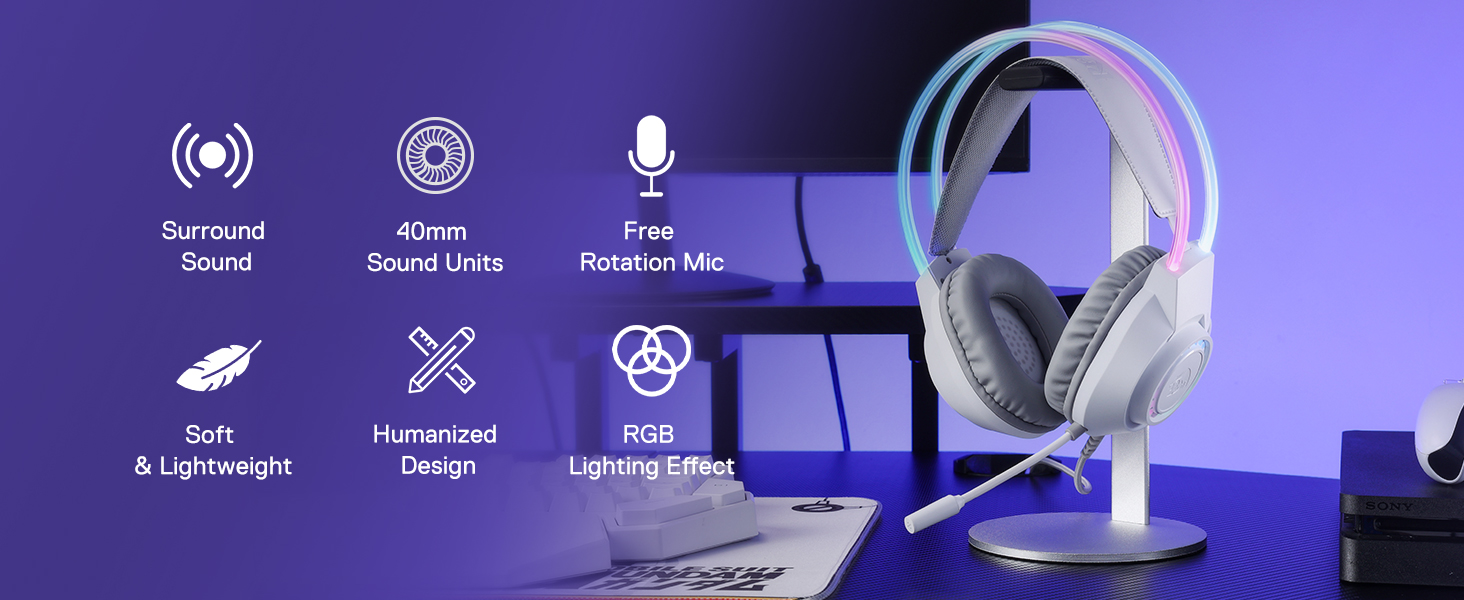 Surround
Sound
40mm
Sound Units
Free
Rotation Mic
Soft
& Lightweight
Humanized
Design
RGB
Lighting Effect
SONY